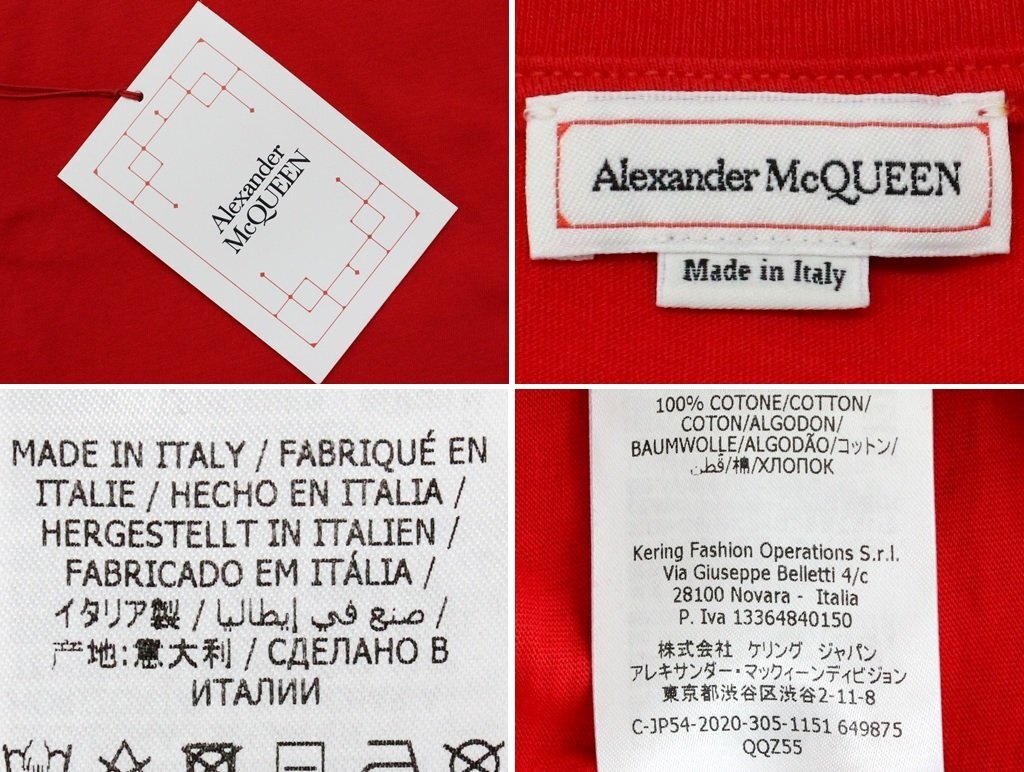 Alexander
McQUEEN
Alexander McQUEEN
Made in Italy
MADE IN ITALY / FABRIQUÉ EN
ITALIE / HECHO EN ITALIA /
HERGESTELLT IN ITALIEN /
FABRICADO EM ITÁLIA /
イタリア製 / صنع في إيطاليا /
产地:意大利 / СДЕЛАНО В
ИТАЛИИ
100% COTONE/COTTON/
COTON/ALGODON/
BAUMWOLLE/ALGODÃO/コットン/
قطن/棉/ХЛОПОК
Kering Fashion Operations S.r.l.
Via Giuseppe Belletti 4/c
28100 Novara - Italia
P. Iva 13364840150
株式会社 ケリング ジャパン
アレキサンダー・マックィーンディビジョン
東京都渋谷区渋谷2-11-8
C-JP54-2020-305-1151 649875
QQZ55